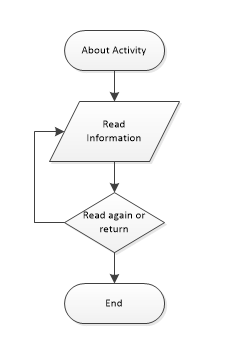 About Activity
Read
Information
Read again or
return
End